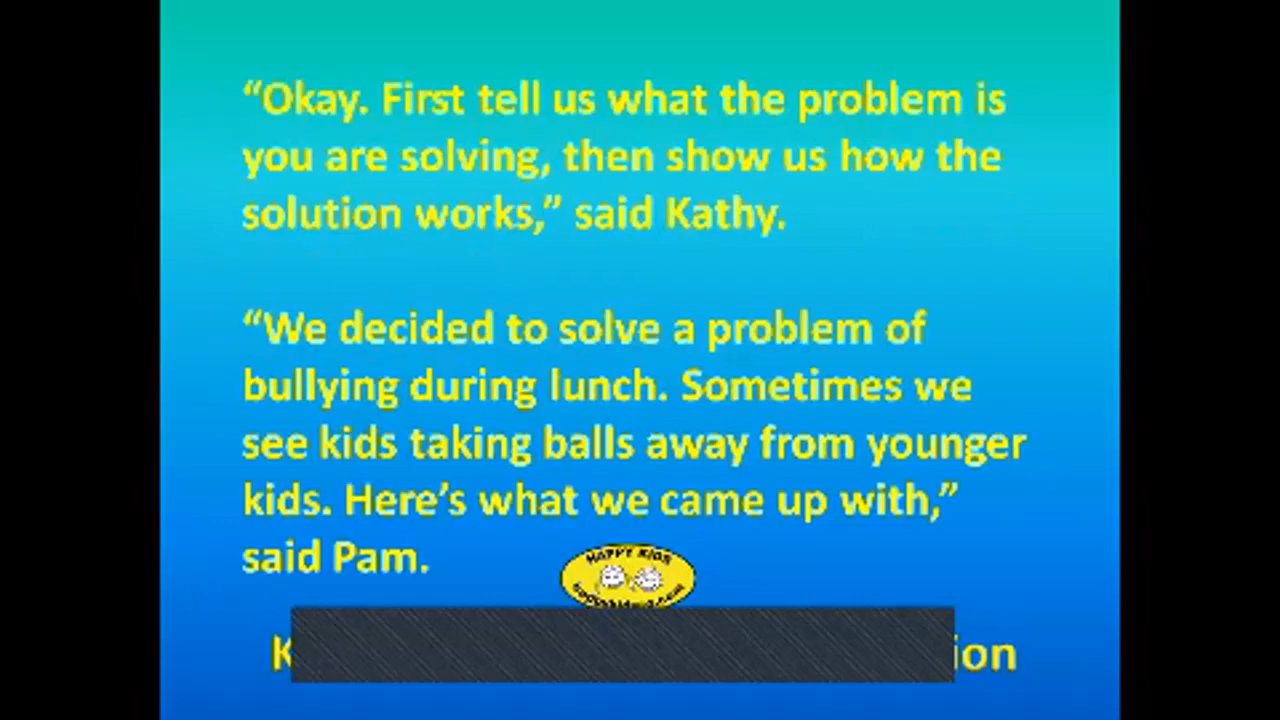 “Okay. First tell us what the problem is
you are solving, then show us how the
solution works,” said Kathy.
“We decided to solve a problem of
bullying during lunch. Sometimes we
see kids taking balls away from younger
kids. Here’s what we came up with,”
said Pam.
HAPPY KIDS